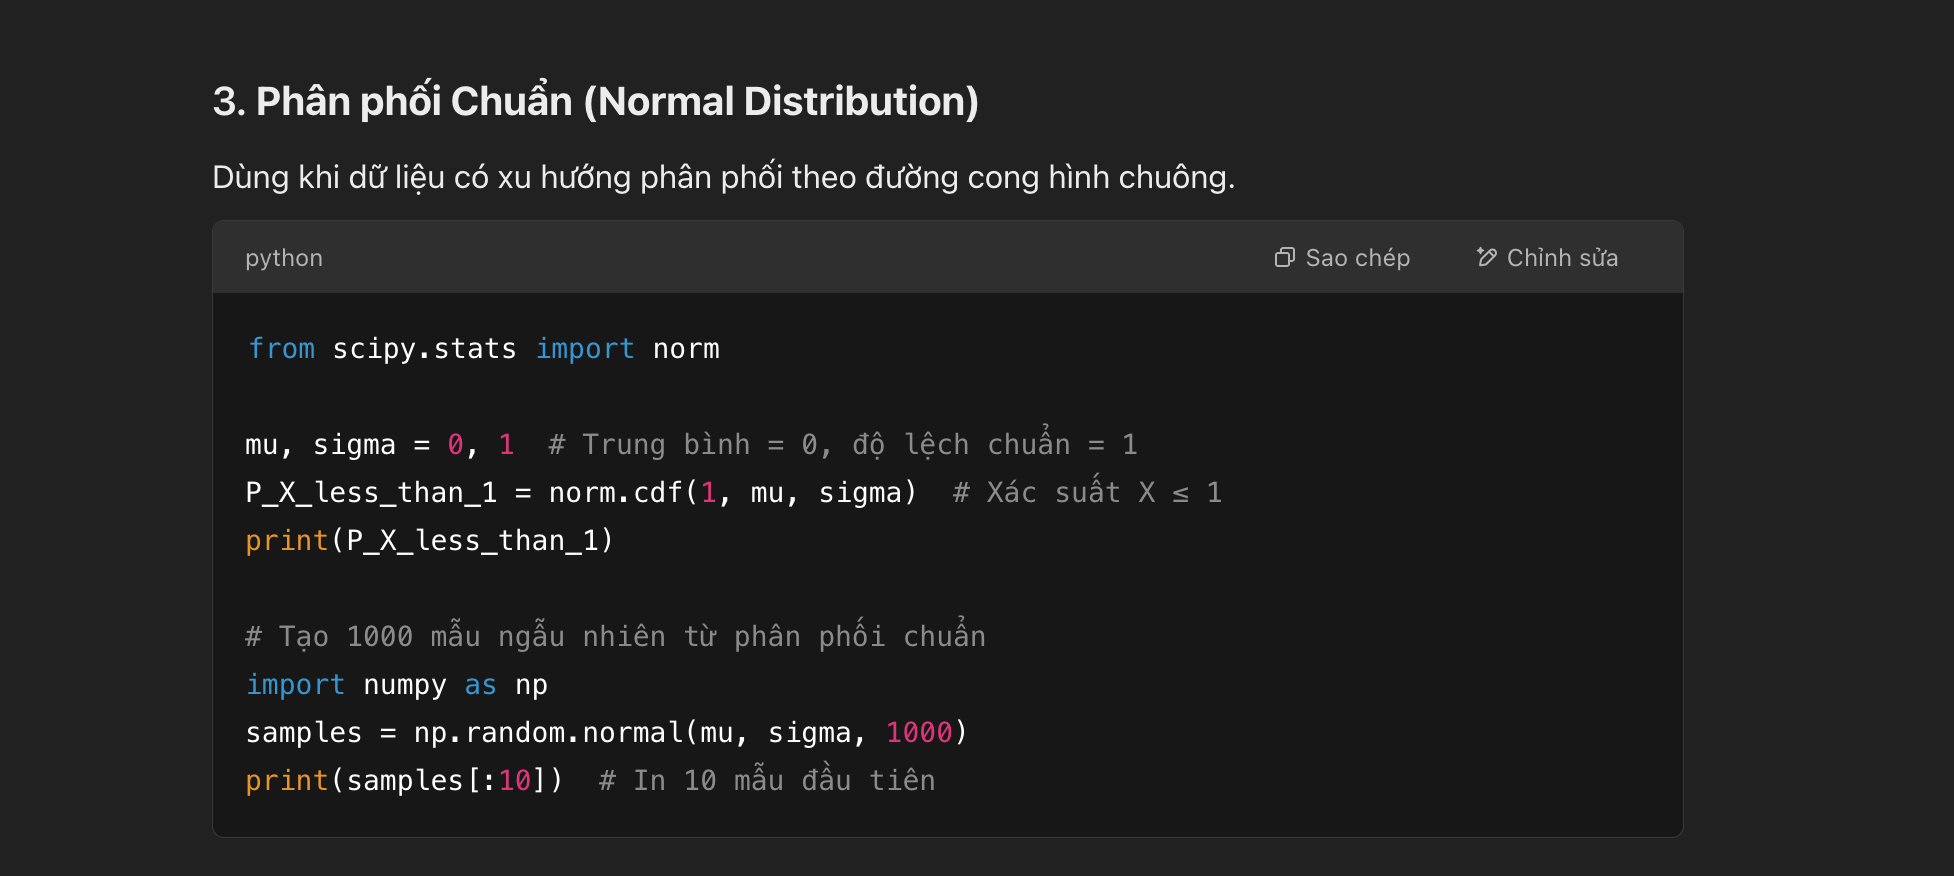 3. Phân phối Chuẩn (Normal Distribution)
Dùng khi dữ liệu có xu hướng phân phối theo đường cong hình chuông.
python
Sao chép
Chỉnh sửa
from scipy.stats import norm
mu, sigma = 0, 1  # Trung bình = 0, độ lệch chuẩn = 1
P_X_less_than_1 = norm.cdf(1, mu, sigma)  # Xác suất X ≤ 1
print(P_X_less_than_1)
# Tạo 1000 mẫu ngẫu nhiên từ phân phối chuẩn
import numpy as np
samples = np.random.normal(mu, sigma, 1000)
print(samples[:10])  # In 10 mẫu đầu tiên